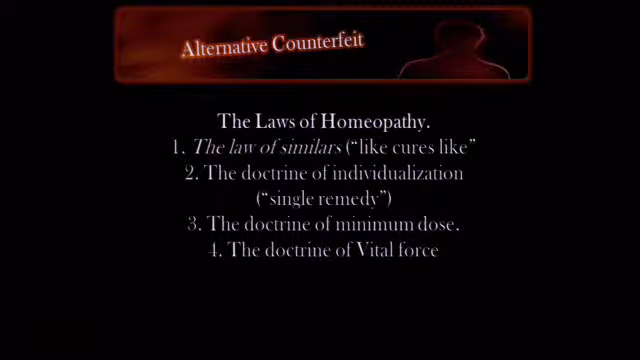 Alternative Counterfeit
The Laws of Homeopathy.
1. The law of similars (“like cures like”
2. The doctrine of individualization
(“single remedy”)
3. The doctrine of minimum dose.
4. The doctrine of Vital force